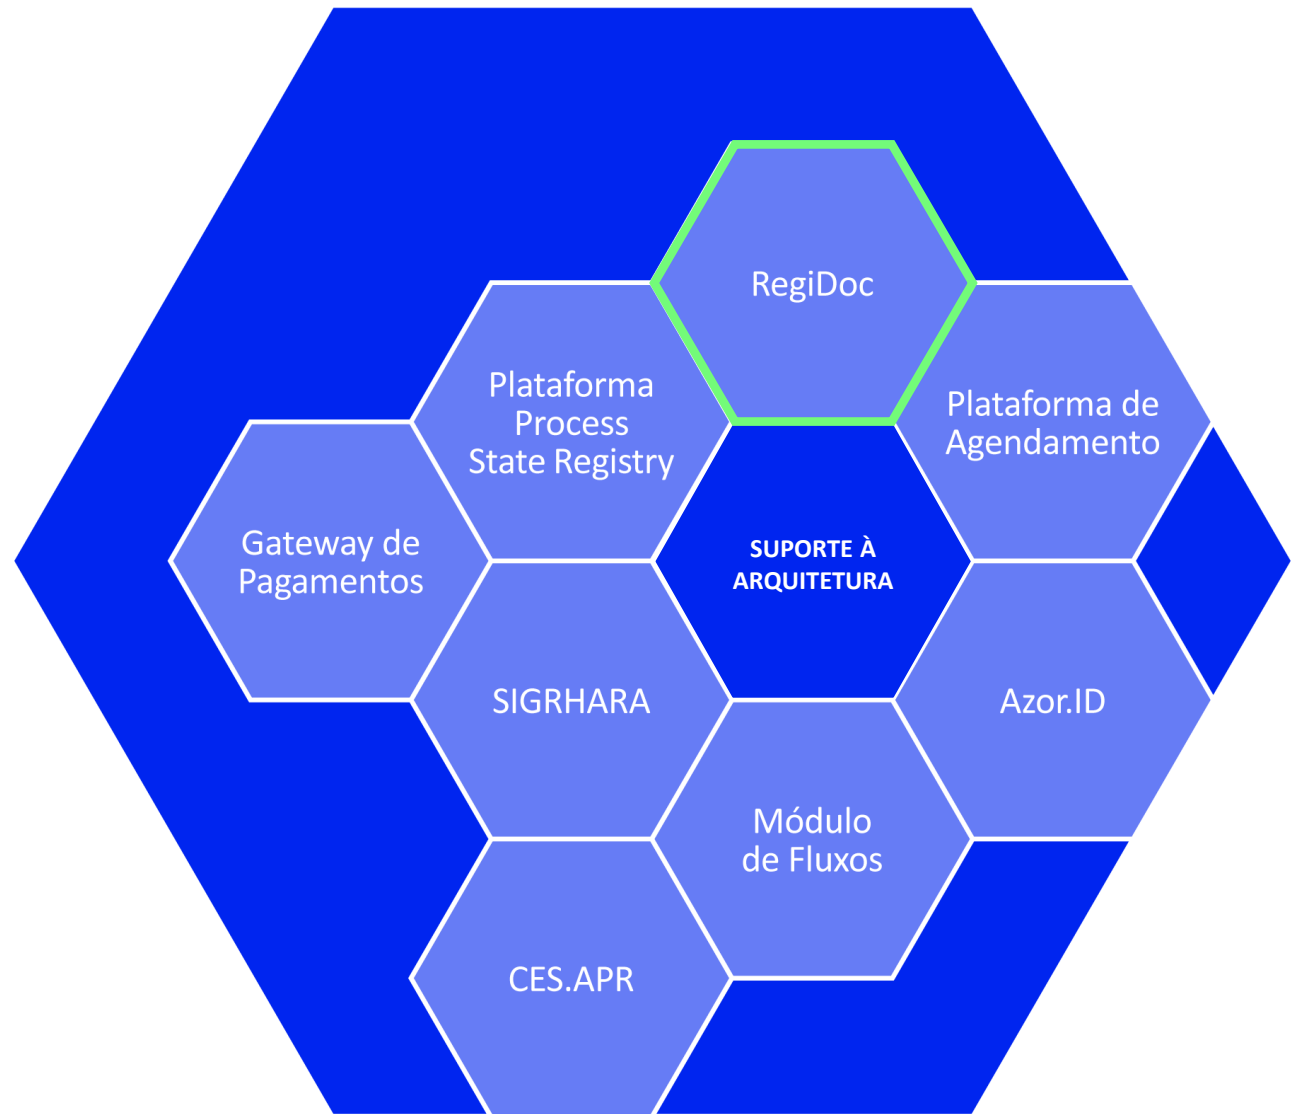 RegiDoc
Plataforma
Process
State Registry
Plataforma de
Agendamento
Gateway de
Pagamentos
SUPORTE À
ARQUITETURA
SIGRHARA
Azor.ID
Módulo
de Fluxos
CES.APR